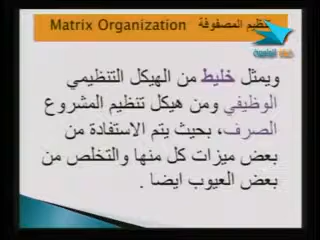 تنظيم المصفوفة Matrix Organization
ويمثل خليط من الهيكل التنظيمي
الوظيفي ومن هيكل تنظيم المشروع
الصرف، بحيث يتم الاستفادة من
بعض ميزات كل منها والتخلص من
بعض العيوب ايضا .